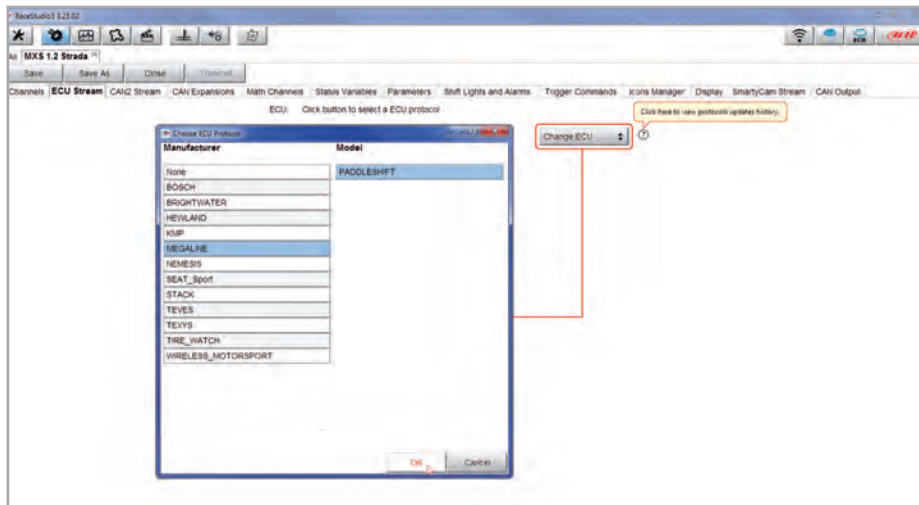 RaceStudio3 3.25.02
All MXS 1.2 Strada
Save Save As Close Transmit
Channels ECU Stream CAN2 Stream CAN Expansions Math Channels Status Variables Parameters Shift Lights and Alarms Trigger Commands Icons Manager Display SmartyCam Stream CAN Output
ECU: Click button to select a ECU protocol
Click here to view protocols updates history.
Change ECU
Choose ECU Protocol
Manufacturer Model
None PADDLESHIFT
BOSCH
BRIGHTWATER
HEWLAND
KMP
MEGALINE
NEMESIS
SEAT_Sport
STACK
TEVES
TEXYS
TIRE_WATCH
WIRELESS_MOTORSPORT
OK Cancel